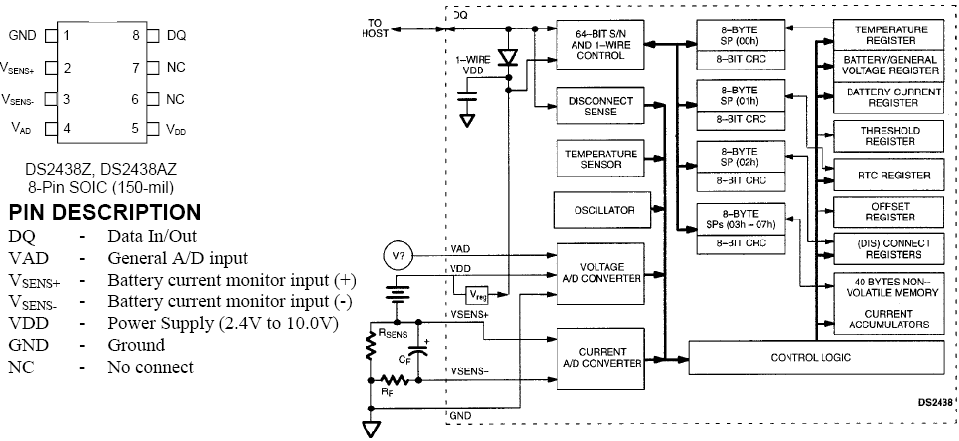 GND 1 8 DQ
VSENS+ 2 7 NC
VSENS- 3 6 NC
VAD 4 5 VDD
DS2438Z, DS2438AZ
8-Pin SOIC (150-mil)
PIN DESCRIPTION
DQ - Data In/Out
VAD - General A/D input
VSENS+ - Battery current monitor input (+)
VSENS- - Battery current monitor input (-)
VDD - Power Supply (2.4V to 10.0V)
GND - Ground
NC - No connect
TO
HOST
DQ
1-WIRE
VDD
64-BIT S/N
AND 1-WIRE
CONTROL
DISCONNECT
SENSE
TEMPERATURE
SENSOR
OSCILLATOR
V?
VAD
VDD
Vreg
VSENS+
RSENS
+
CF
RF
VSENS-
GND
VOLTAGE
A/D CONVERTER
CURRENT
A/D CONVERTER
8-BYTE
SP (00h)
8-BIT CRC
8-BYTE
SP (01h)
8-BIT CRC
8-BYTE
SP (02h)
8-BIT CRC
8-BYTE
SPs (03h - 07h)
8-BIT CRC
TEMPERATURE
REGISTER
BATTERY/GENERAL
VOLTAGE REGISTER
BATTERY CURRENT
REGISTER
THRESHOLD
REGISTER
RTC REGISTER
OFFSET
REGISTER
(DIS) CONNECT
REGISTERS
40 BYTES NON-
VOLATILE MEMORY
CURRENT
ACCUMULATORS
CONTROL LOGIC
DS2438